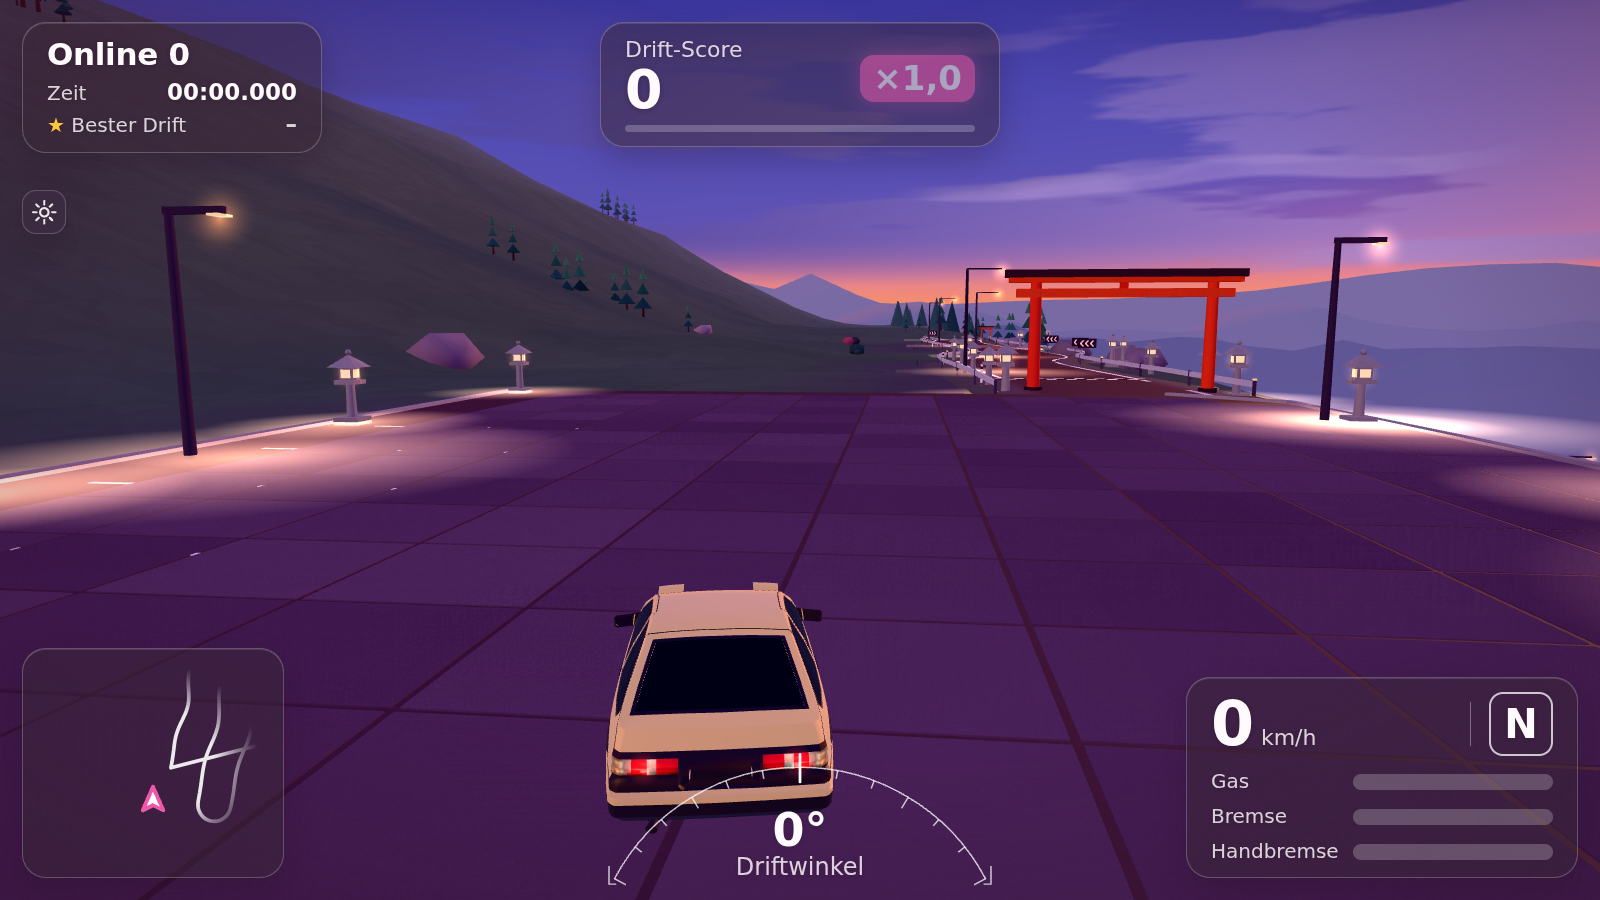 Online 0
Zeit 00:00.000
★ Bester Drift –
Drift-Score
0
×1,0
0 km/h
N
Gas
Bremse
Handbremse
0°
Driftwinkel